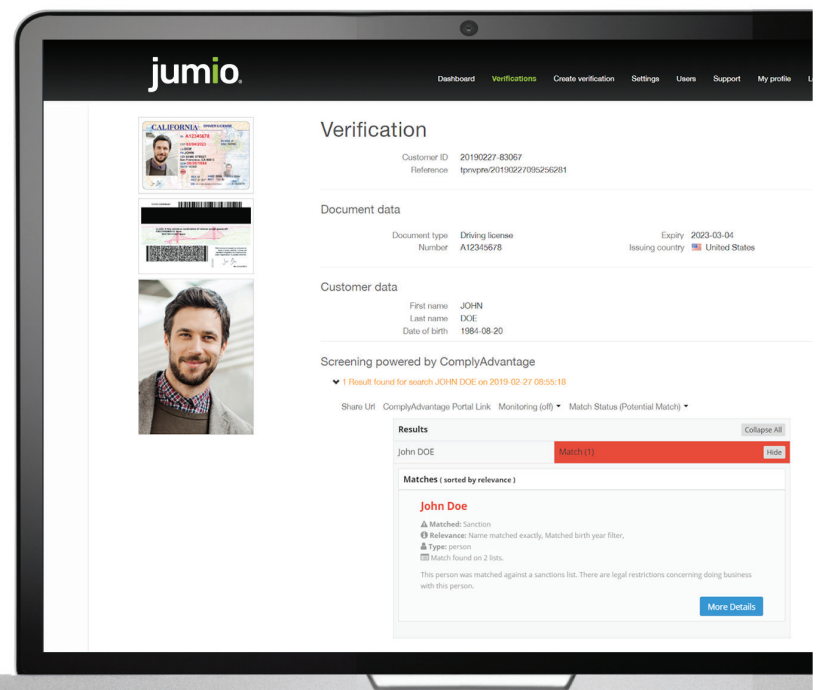 jumio.
Dashboard Verifications Create verification Settings Users Support My profile L
CALIFORNIA DRIVER LICENSE
A12345678
Verification
Customer ID 20190227-83067
Reference tpnvpre/20190227095256281
Document data
Document type Driving license Expiry 2023-03-04
Number A12345678 Issuing country United States
Customer data
First name JOHN
Last name DOE
Date of birth 1984-08-20
Screening powered by ComplyAdvantage
1 Result found for search JOHN DOE on 2019-02-27 08:55:18
Share Url ComplyAdvantage Portal Link Monitoring (off) Match Status (Potential Match)
Results Collapse All
John DOE Match (1) Hide
Matches ( sorted by relevance )
John Doe
Matched: Sanction
Relevance: Name matched exactly, Matched birth year filter,
Type: person
Match found on 2 lists.
This person was matched against a sanctions list. There are legal restrictions concerning doing business
with this person.
More Details